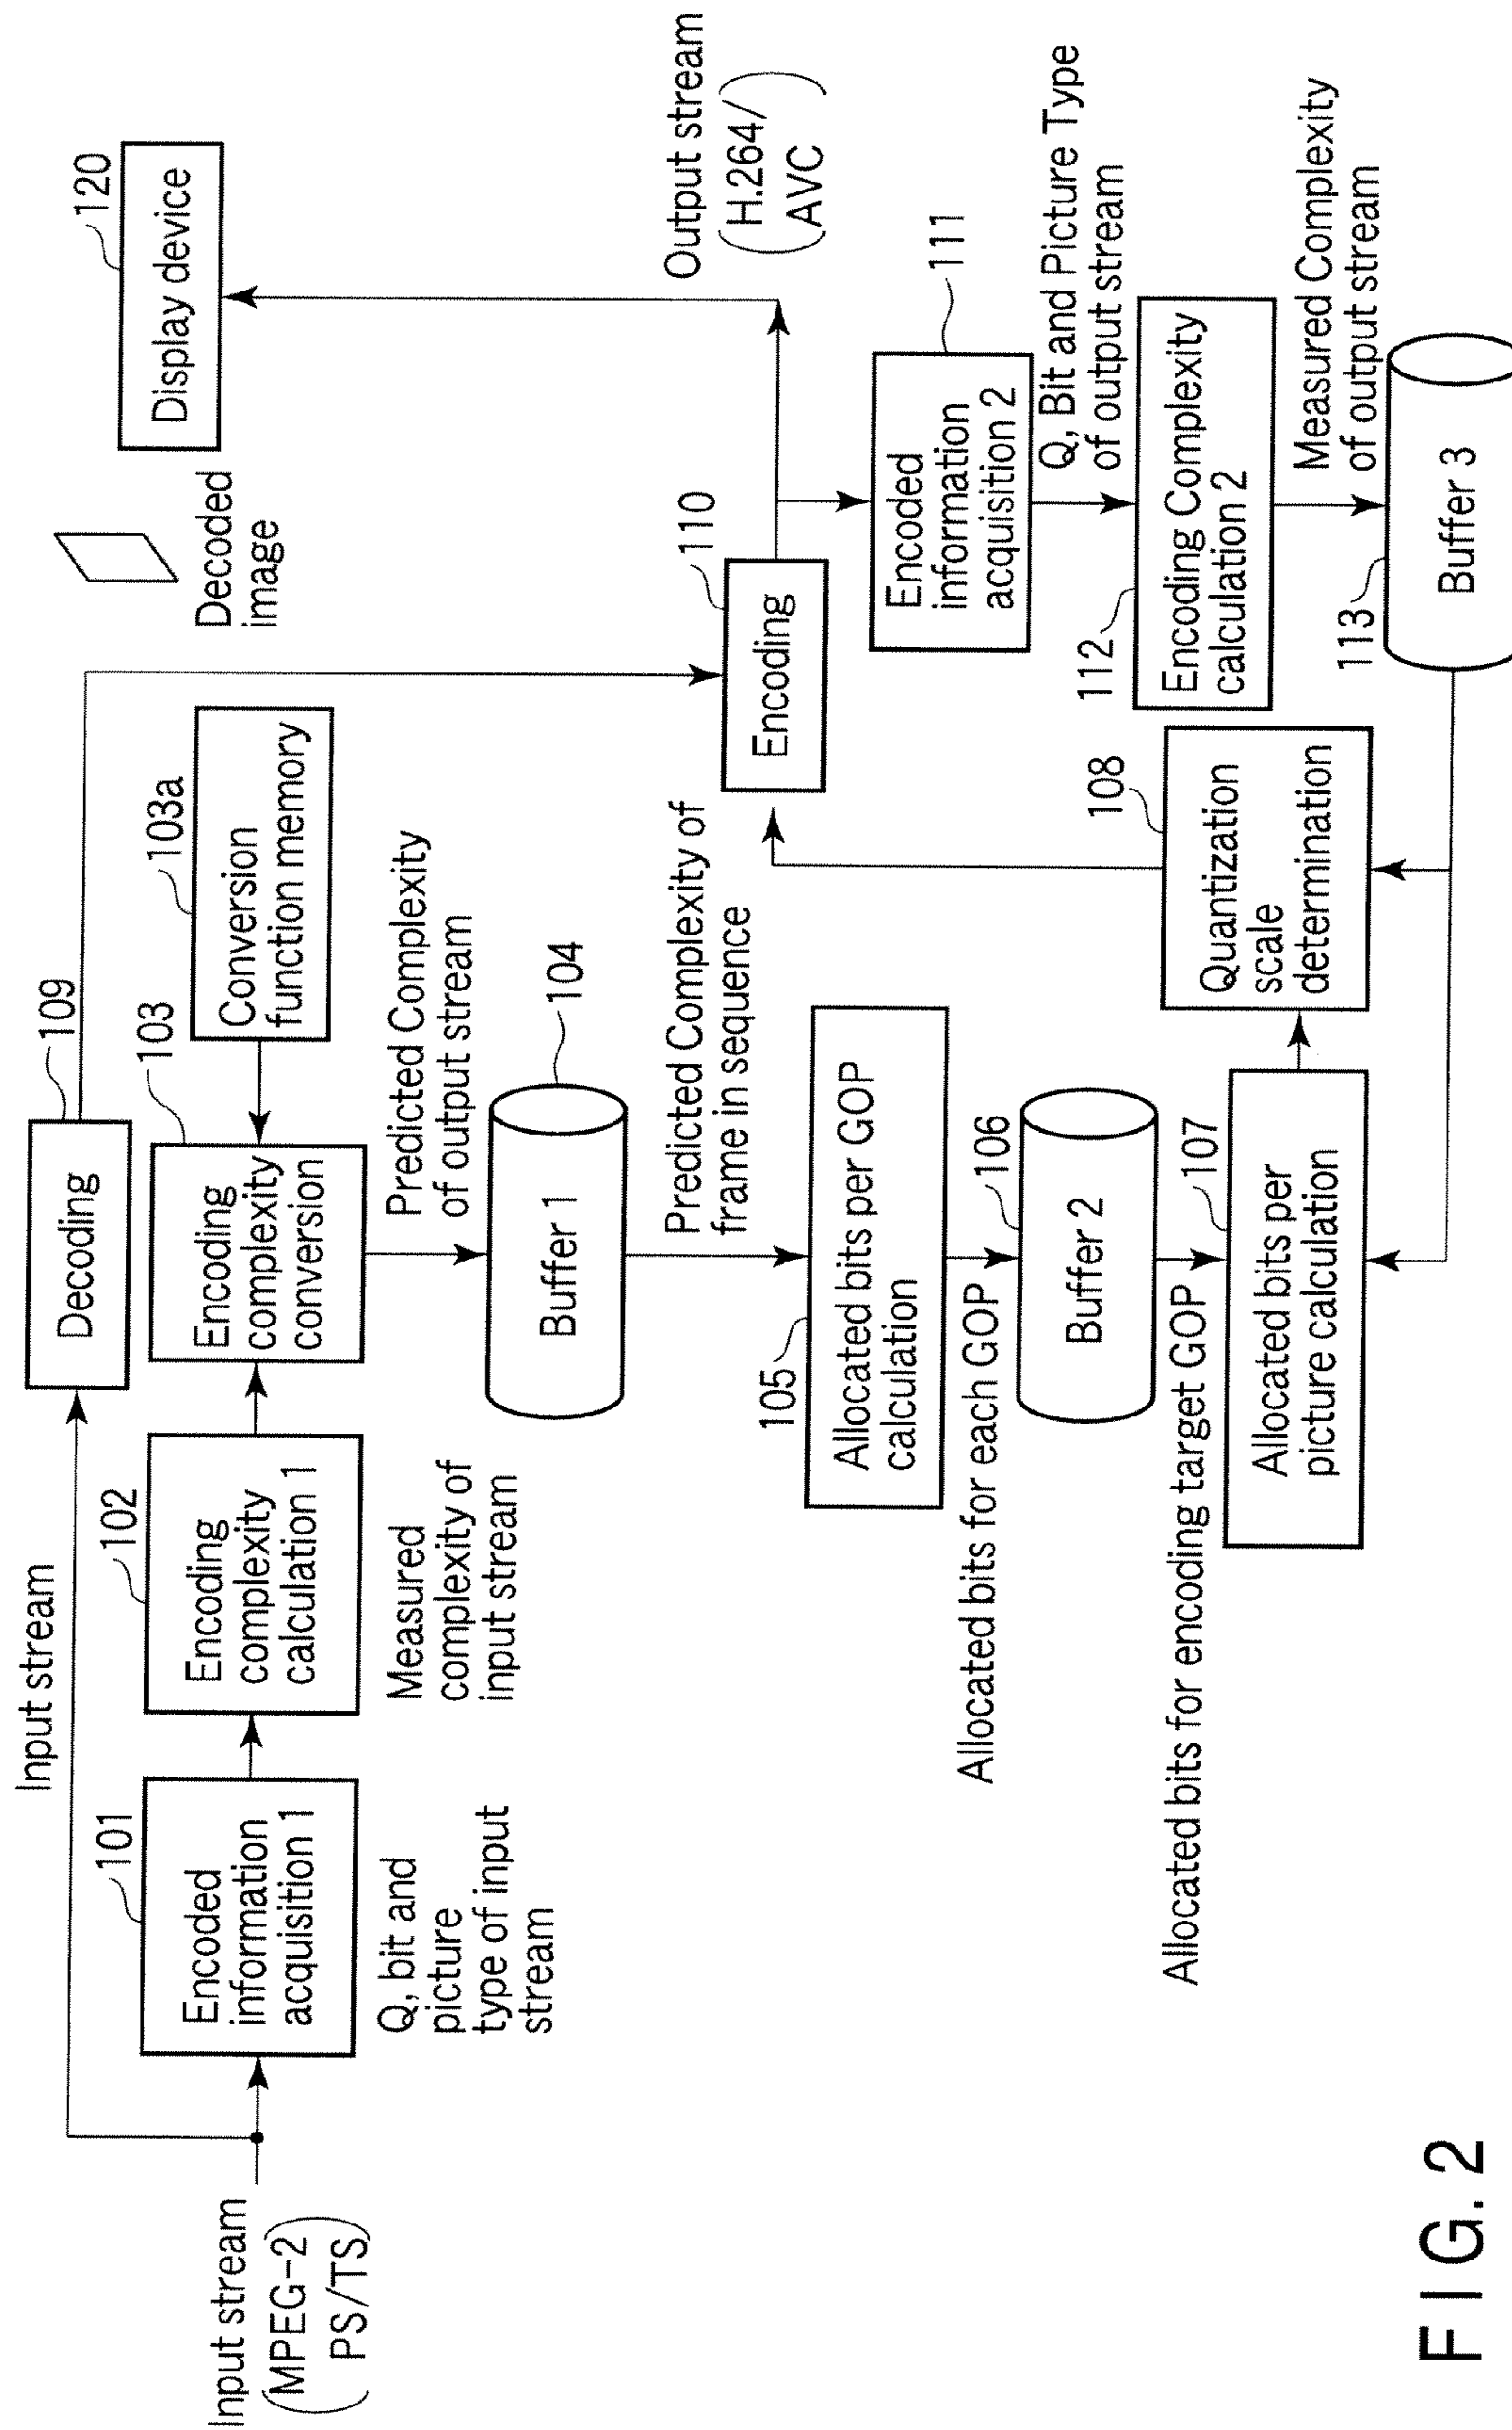 Input stream
(MPEG-2
PS/TS)
Input stream
101
Encoded
information
acquisition 1
Q, bit and
picture
type of input
stream
102
Encoding
complexity
calculation 1
Measured
complexity of
input stream
109
Decoding
103
Encoding
complexity
conversion
103a
Conversion
function memory
Decoded
image
120
Display device
Predicted Complexity
of output stream
104
Buffer 1
Predicted Complexity of
frame in sequence
105
Allocated bits per GOP
calculation
Allocated bits for each GOP
106
Buffer 2
Allocated bits for encoding target GOP
107
Allocated bits per
picture calculation
108
Quantization
scale
determination
110
Encoding
Output stream
(H.264/
AVC)
111
Encoded
information
acquisition 2
Q, Bit and Picture Type
of output stream
112
Encoding Complexity
calculation 2
Measured Complexity
of output stream
113
Buffer 3
FIG. 2